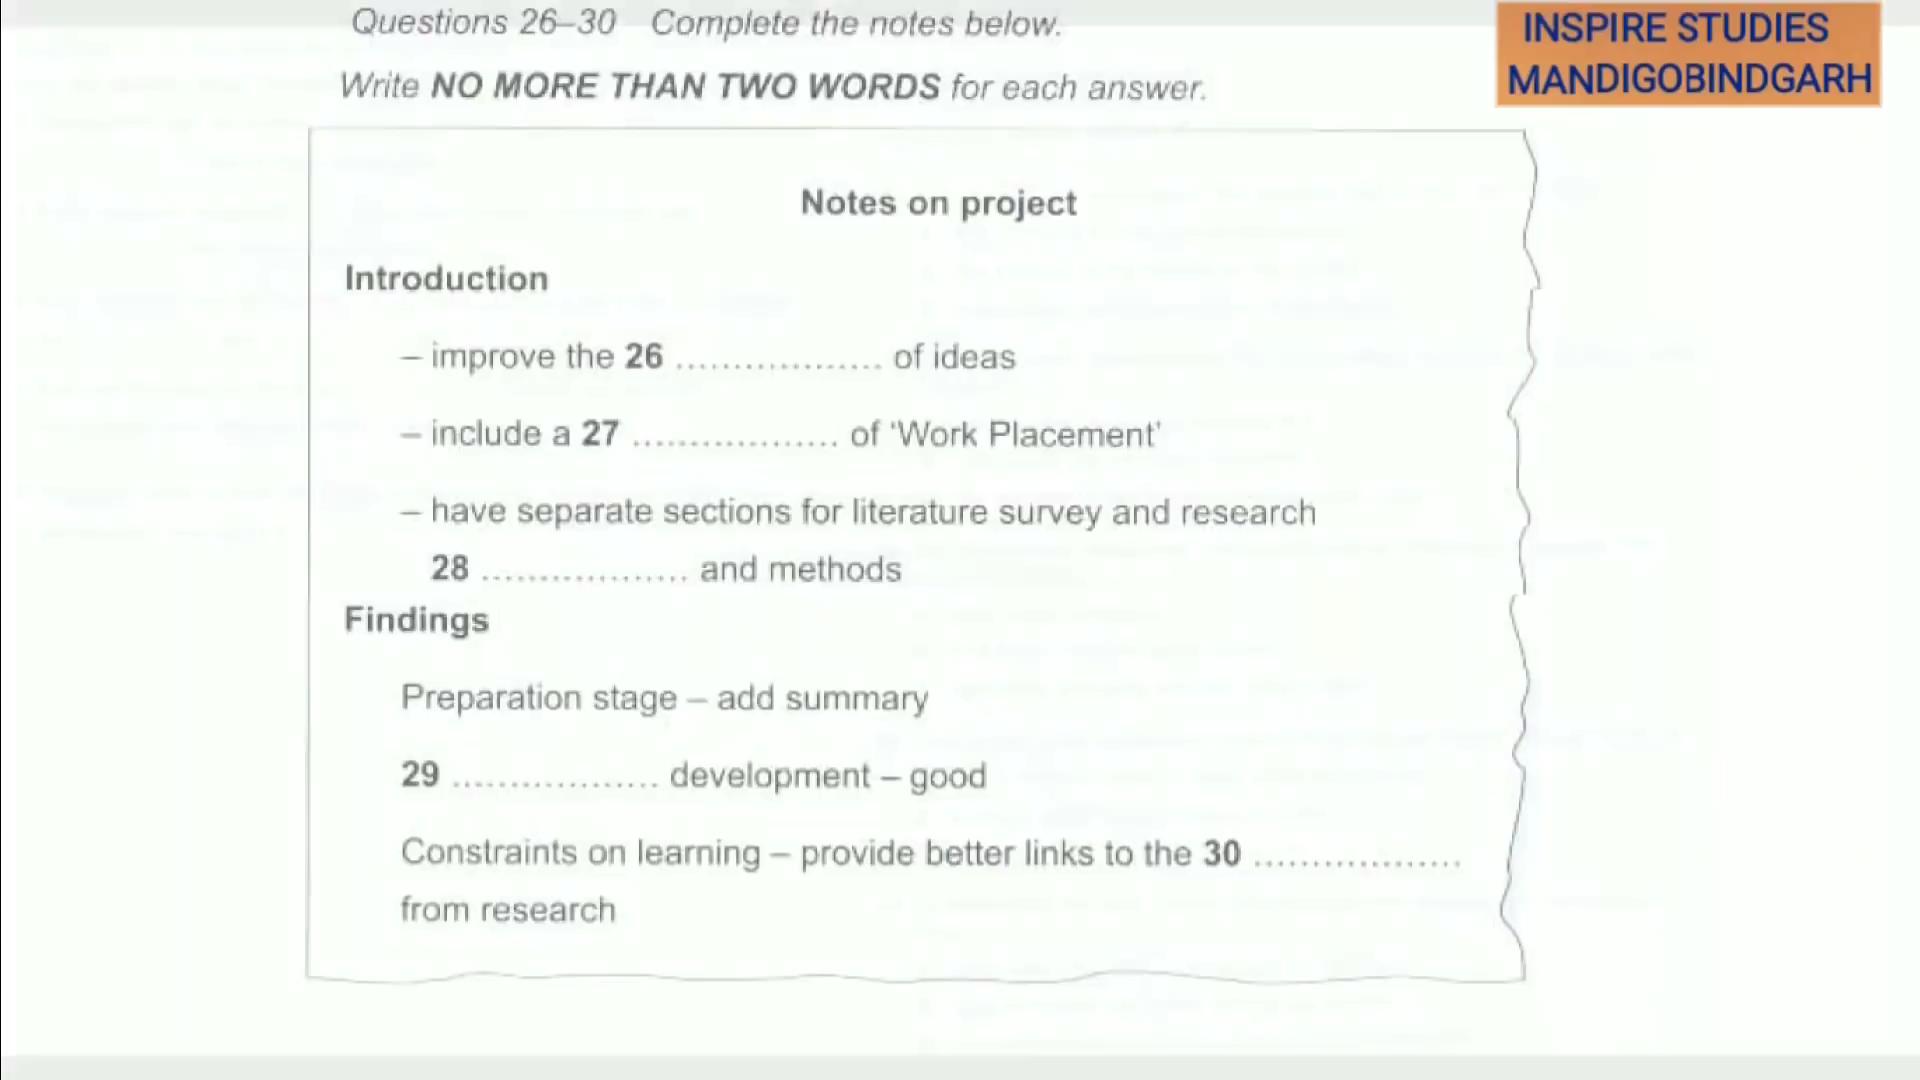 Questions 26–30 Complete the notes below.
INSPIRE STUDIES
MANDIGOBINDGARH
Write NO MORE THAN TWO WORDS for each answer.
Notes on project
Introduction
– improve the 26 .................. of ideas
– include a 27 .................. of ‘Work Placement’
– have separate sections for literature survey and research
28 .................. and methods
Findings
Preparation stage – add summary
29 .................. development – good
Constraints on learning – provide better links to the 30 ..................
from research